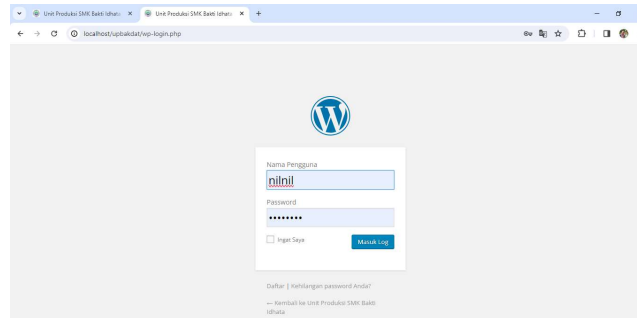 Unit Produksi SMK Bakti Idhata
Unit Produksi SMK Bakti Idhata
localhost/upbakdat/wp-login.php
Nama Pengguna
nilnil
Password
Ingat Saya
Masuk Log
Daftar | Kehilangan password Anda?
← Kembali ke Unit Produksi SMK Bakti
Idhata